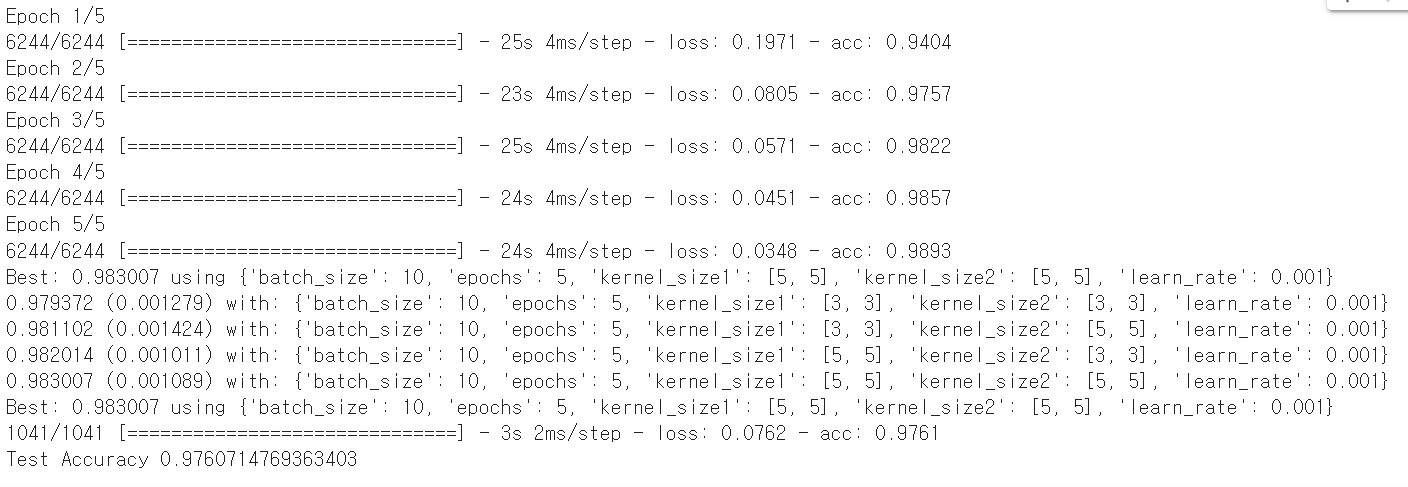 Epoch 1/5
6244/6244 [==============================] - 25s 4ms/step - loss: 0.1971 - acc: 0.9404
Epoch 2/5
6244/6244 [==============================] - 23s 4ms/step - loss: 0.0805 - acc: 0.9757
Epoch 3/5
6244/6244 [==============================] - 25s 4ms/step - loss: 0.0571 - acc: 0.9822
Epoch 4/5
6244/6244 [==============================] - 24s 4ms/step - loss: 0.0451 - acc: 0.9857
Epoch 5/5
6244/6244 [==============================] - 24s 4ms/step - loss: 0.0348 - acc: 0.9893
Best: 0.983007 using {'batch_size': 10, 'epochs': 5, 'kernel_size1': [5, 5], 'kernel_size2': [5, 5], 'learn_rate': 0.001}
0.979372 (0.001279) with: {'batch_size': 10, 'epochs': 5, 'kernel_size1': [3, 3], 'kernel_size2': [3, 3], 'learn_rate': 0.001}
0.981102 (0.001424) with: {'batch_size': 10, 'epochs': 5, 'kernel_size1': [3, 3], 'kernel_size2': [5, 5], 'learn_rate': 0.001}
0.982014 (0.001011) with: {'batch_size': 10, 'epochs': 5, 'kernel_size1': [5, 5], 'kernel_size2': [3, 3], 'learn_rate': 0.001}
0.983007 (0.001089) with: {'batch_size': 10, 'epochs': 5, 'kernel_size1': [5, 5], 'kernel_size2': [5, 5], 'learn_rate': 0.001}
Best: 0.983007 using {'batch_size': 10, 'epochs': 5, 'kernel_size1': [5, 5], 'kernel_size2': [5, 5], 'learn_rate': 0.001}
1041/1041 [==============================] - 3s 2ms/step - loss: 0.0762 - acc: 0.9761
Test Accuracy 0.9760714769363403